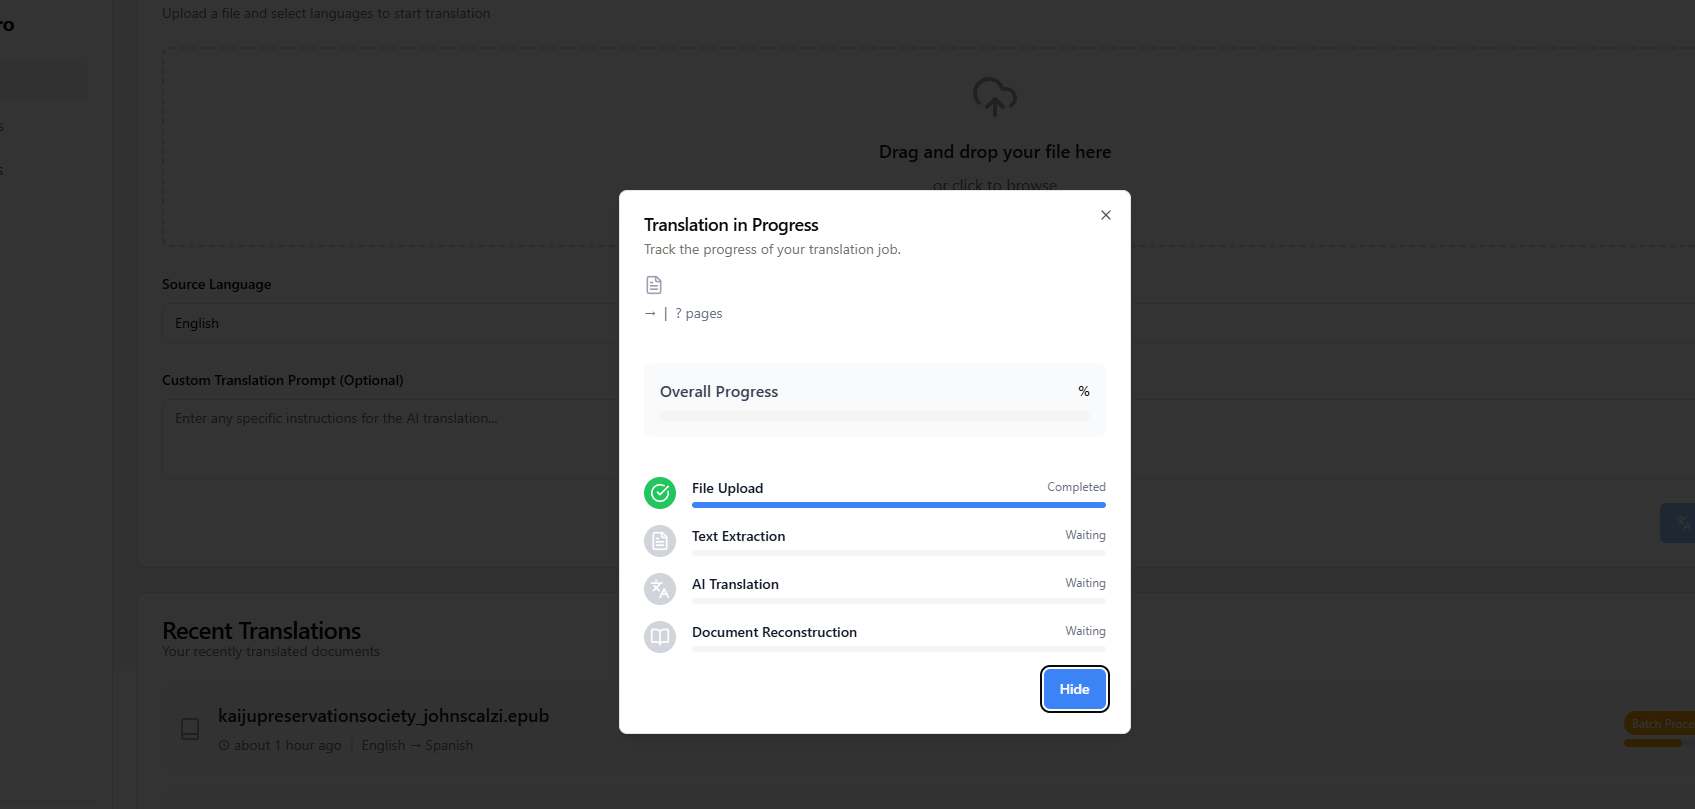 Upload a file and select languages to start translation
Drag and drop your file here
or click to browse
Source Language
English
Custom Translation Prompt (Optional)
Enter any specific instructions for the AI translation...
Translation in Progress
Track the progress of your translation job.
→ | ? pages
Overall Progress %
File Upload Completed
Text Extraction Waiting
AI Translation Waiting
Document Reconstruction Waiting
Hide
Recent Translations
Your recently translated documents
kaijupreservationsociety_johnscalzi.epub
about 1 hour ago | English → Spanish
Batch